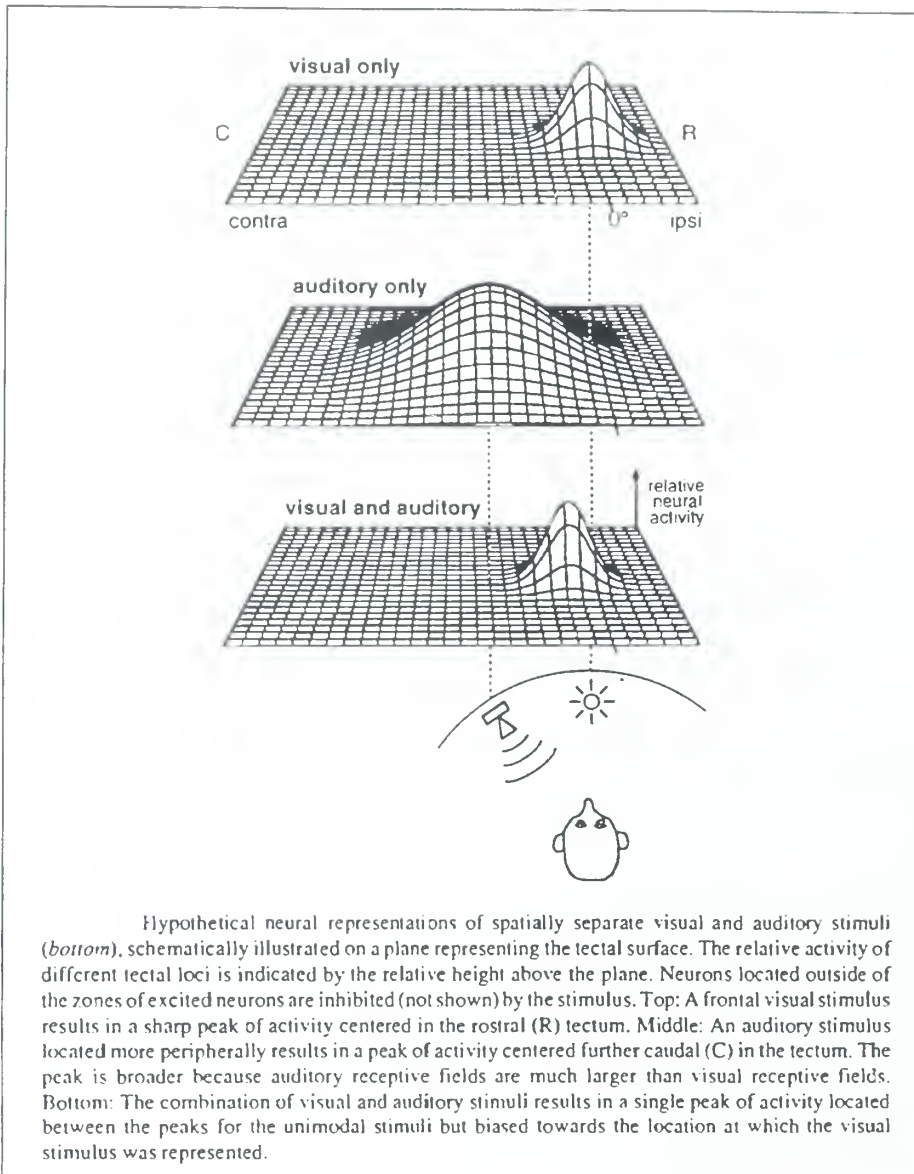 visual only
C
R
contra
0°
ipsi
auditory only
relative
neural
activity
visual and auditory
Hypothetical neural representations of spatially separate visual and auditory stimuli
(bottom), schematically illustrated on a plane representing the tectal surface. The relative activity of
different tectal loci is indicated by the relative height above the plane. Neurons located outside of
the zones of excited neurons are inhibited (not shown) by the stimulus. Top: A frontal visual stimulus
results in a sharp peak of activity centered in the rostral (R) tectum. Middle: An auditory stimulus
located more peripherally results in a peak of activity centered further caudal (C) in the tectum. The
peak is broader because auditory receptive fields are much larger than visual receptive fields.
Bottom: The combination of visual and auditory stimuli results in a single peak of activity located
between the peaks for the unimodal stimuli but biased towards the location at which the visual
stimulus was represented.